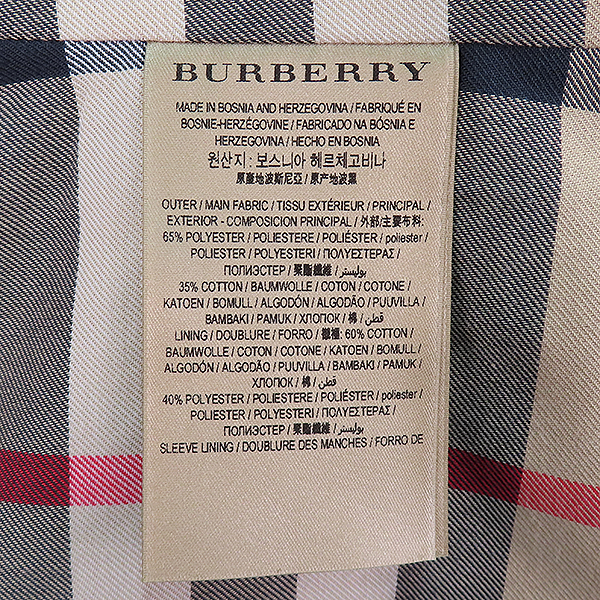 BURBERRY
MADE IN BOSNIA AND HERZEGOVINA / FABRIQUÉ EN
BOSNIE-HERZÉGOVINE / FABRICADO NA BÓSNIA E
HERZEGOVINA / HECHO EN BOSNIA
원산지 : 보스니아 헤르체고비나
原產地波斯尼亞 / 原产地波黑
OUTER / MAIN FABRIC / TISSU EXTÉRIEUR / PRINCIPAL /
EXTERIOR - COMPOSICION PRINCIPAL / 外部/主要布料:
65% POLYESTER / POLIESTERE / POLIÉSTER / poliester /
POLIESTER / POLYESTERI / ΠΟΛΥΕΣΤΕΡΑΣ /
ПОЛИЭСТЕР / 聚酯纖維 / بوليستر /
35% COTTON / BAUMWOLLE / COTON / COTONE /
KATOEN / BOMULL / ALGODÓN / ALGODÃO / PUUVILLA /
BAMBAKI / PAMUK / ХЛОПОК / 棉 / قطن /
LINING / DOUBLURE / FORRO / 襯裡: 60% COTTON /
BAUMWOLLE / COTON / COTONE / KATOEN / BOMULL /
ALGODÓN / ALGODÃO / PUUVILLA / BAMBAKI / PAMUK /
ХЛОПОК / 棉 / قطن /
40% POLYESTER / POLIESTERE / POLIÉSTER / poliester /
POLIESTER / POLYESTERI / ΠΟΛΥΕΣΤΕΡΑΣ /
ПОЛИЭСТЕР / 聚酯纖維 / بوليستر /
SLEEVE LINING / DOUBLURE DES MANCHES / FORRO DE